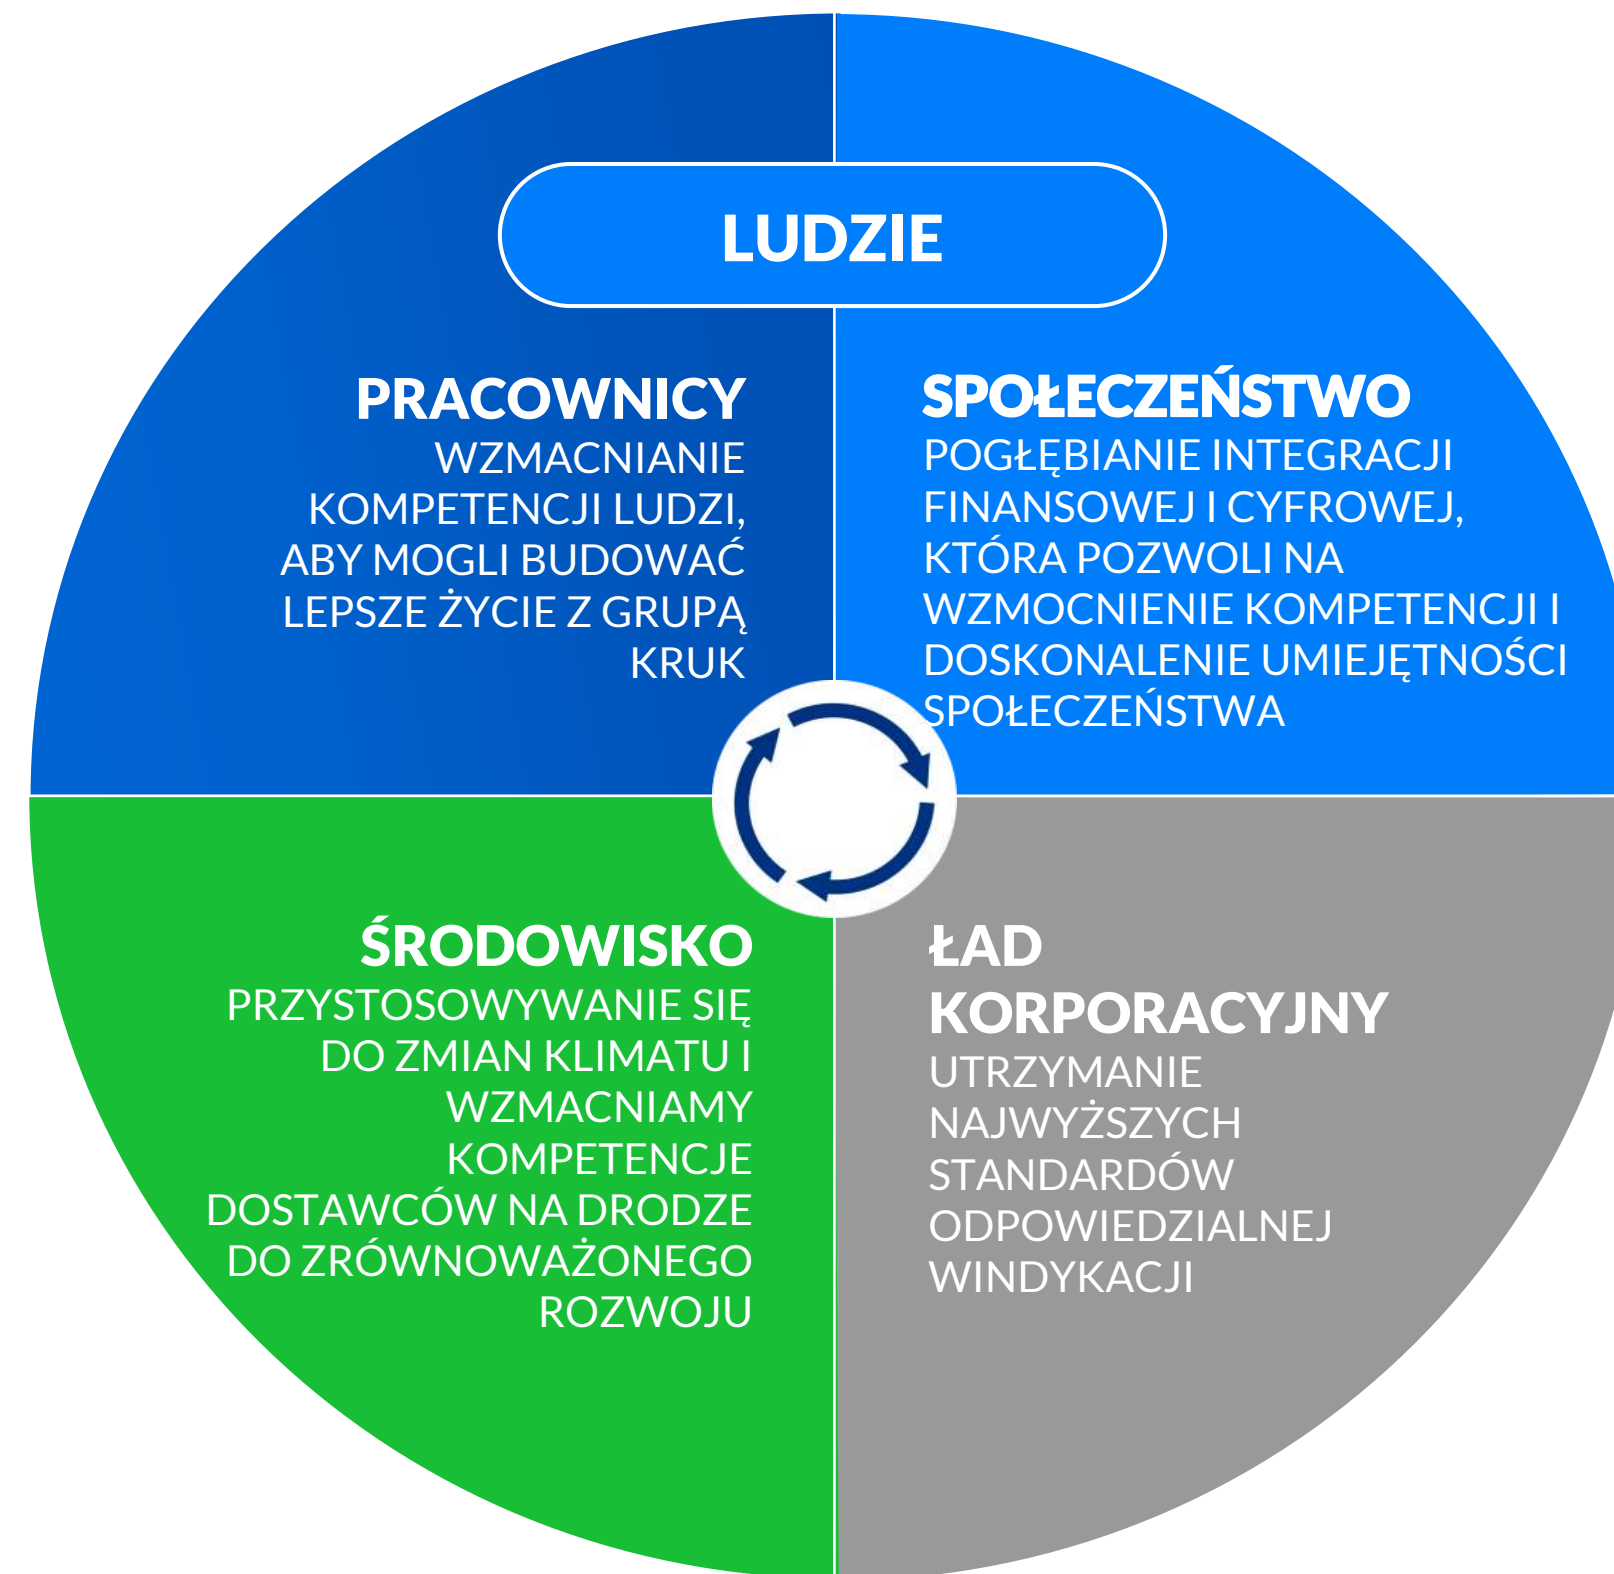 LUDZIE
PRACOWNICY
WZMACNIANIE
KOMPETENCJI LUDZI,
ABY MOGLI BUDOWAĆ
LEPSZE ŻYCIE Z GRUPĄ
KRUK
SPOŁECZEŃSTWO
POGŁĘBIANIE INTEGRACJI
FINANSOWEJ I CYFROWEJ,
KTÓRA POZWOLI NA
WZMOCNIENIE KOMPETENCJI I
DOSKONALENIE UMIEJĘTNOŚCI
SPOŁECZEŃSTWA
ŚRODOWISKO
PRZYSTOSOWYWANIE SIĘ
DO ZMIAN KLIMATU I
WZMACNIAMY
KOMPETENCJE
DOSTAWCÓW NA DRODZE
DO ZRÓWNOWAŻONEGO
ROZWOJU
ŁAD
KORPORACYJNY
UTRZYMANIE
NAJWYŻSZYCH
STANDARDÓW
ODPOWIEDZIALNEJ
WINDYKACJI